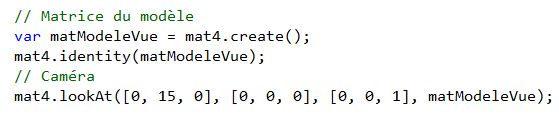 // Matrice du modèle
var matModeleVue = mat4.create();
mat4.identity(matModeleVue);
// Caméra
mat4.lookAt([0, 15, 0], [0, 0, 0], [0, 0, 1], matModeleVue);